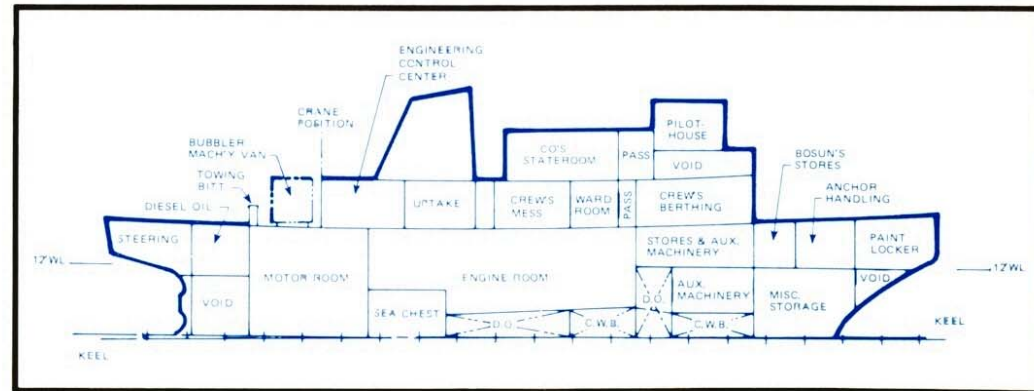 ENGINEERING
CONTROL
CENTER
CRANE
POSITION
BUBBLER
MACH'Y VAN
TOWING
BITT
DIESEL OIL
STEERING
12'WL
VOID
MOTOR ROOM
UPTAKE
CREW'S
MESS
WARD
ROOM
PASS
CREW'S
BERTHING
CO'S
STATEROOM
PASS
PILOT-
HOUSE
VOID
BOSUN'S
STORES
ANCHOR
HANDLING
PAINT
LOCKER
VOID
12'WL
STORES & AUX.
MACHINERY
ENGINE ROOM
SEA CHEST
D.O.
C.W.B.
D.O.
AUX.
MACHINERY
C.W.B.
MISC.
STORAGE
KEEL
KEEL